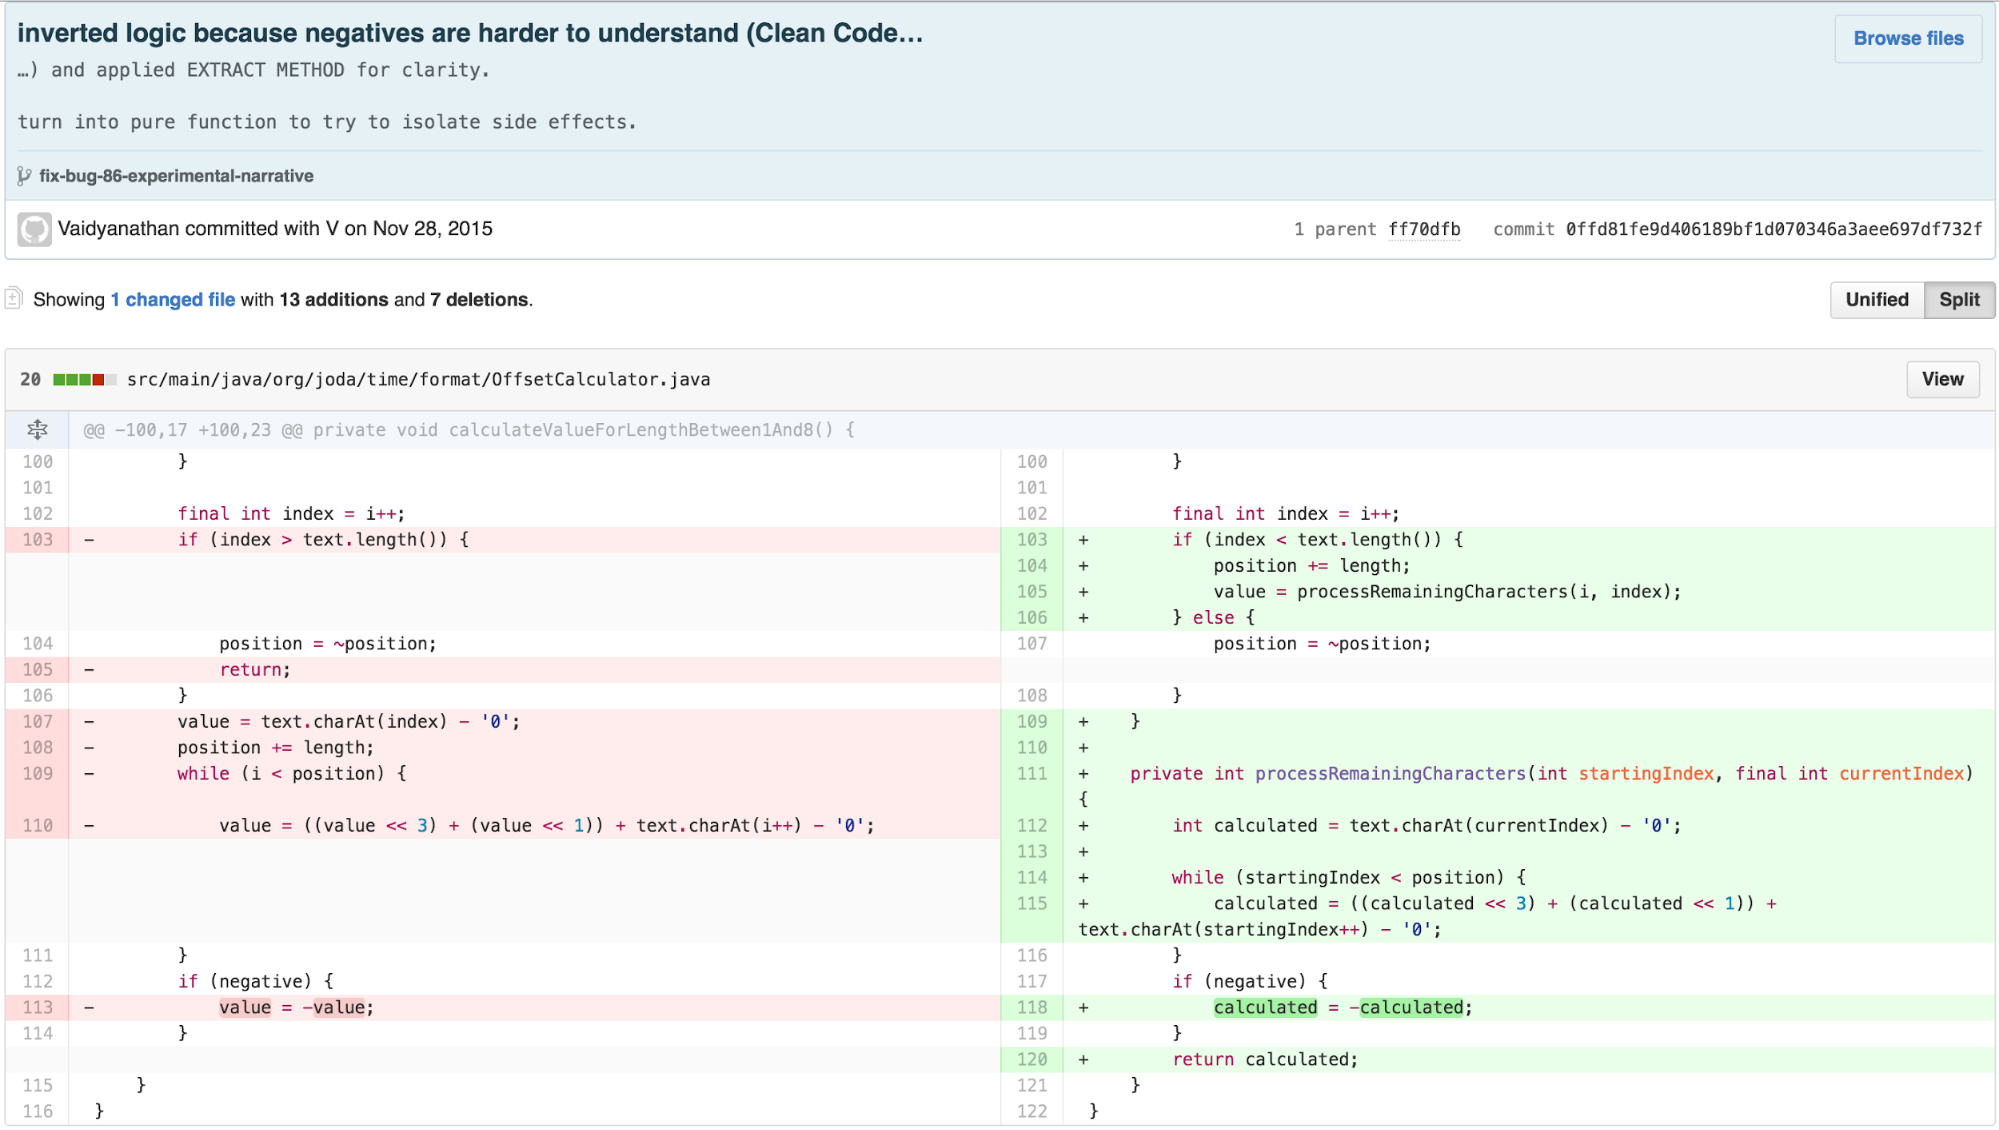 inverted logic because negatives are harder to understand (Clean Code…
Browse files
…) and applied EXTRACT METHOD for clarity.
turn into pure function to try to isolate side effects.
fix-bug-86-experimental-narrative
Vaidyanathan committed with V on Nov 28, 2015
1 parent ff70dfb commit 0ffd81fe9d406189bf1d070346a3aee697df732f
Showing 1 changed file with 13 additions and 7 deletions.
Unified Split
20 src/main/java/org/joda/time/format/OffsetCalculator.java
View
@@ -100,17 +100,23 @@ private void calculateValueForLengthBetween1And8() {
100 } 100 }
101 101
102 final int index = i++; 102 final int index = i++;
103 - if (index > text.length()) { 103 + if (index < text.length()) {
104 + position += length;
105 + value = processRemainingCharacters(i, index);
106 + } else {
104 position = ~position; 107 position = ~position;
105 - return;
106 } 108 }
107 - value = text.charAt(index) - '0'; 109 + }
108 - position += length; 110 +
109 - while (i < position) { 111 + private int processRemainingCharacters(int startingIndex, final int currentIndex)
{
110 - value = ((value << 3) + (value << 1)) + text.charAt(i++) - '0'; 112 + int calculated = text.charAt(currentIndex) - '0';
113 +
114 + while (startingIndex < position) {
115 + calculated = ((calculated << 3) + (calculated << 1)) +
text.charAt(startingIndex++) - '0';
111 } 116 }
112 if (negative) { 117 if (negative) {
113 - value = -value; 118 + calculated = -calculated;
114 } 119 }
120 + return calculated;
115 } 121 }
116 } 122 }